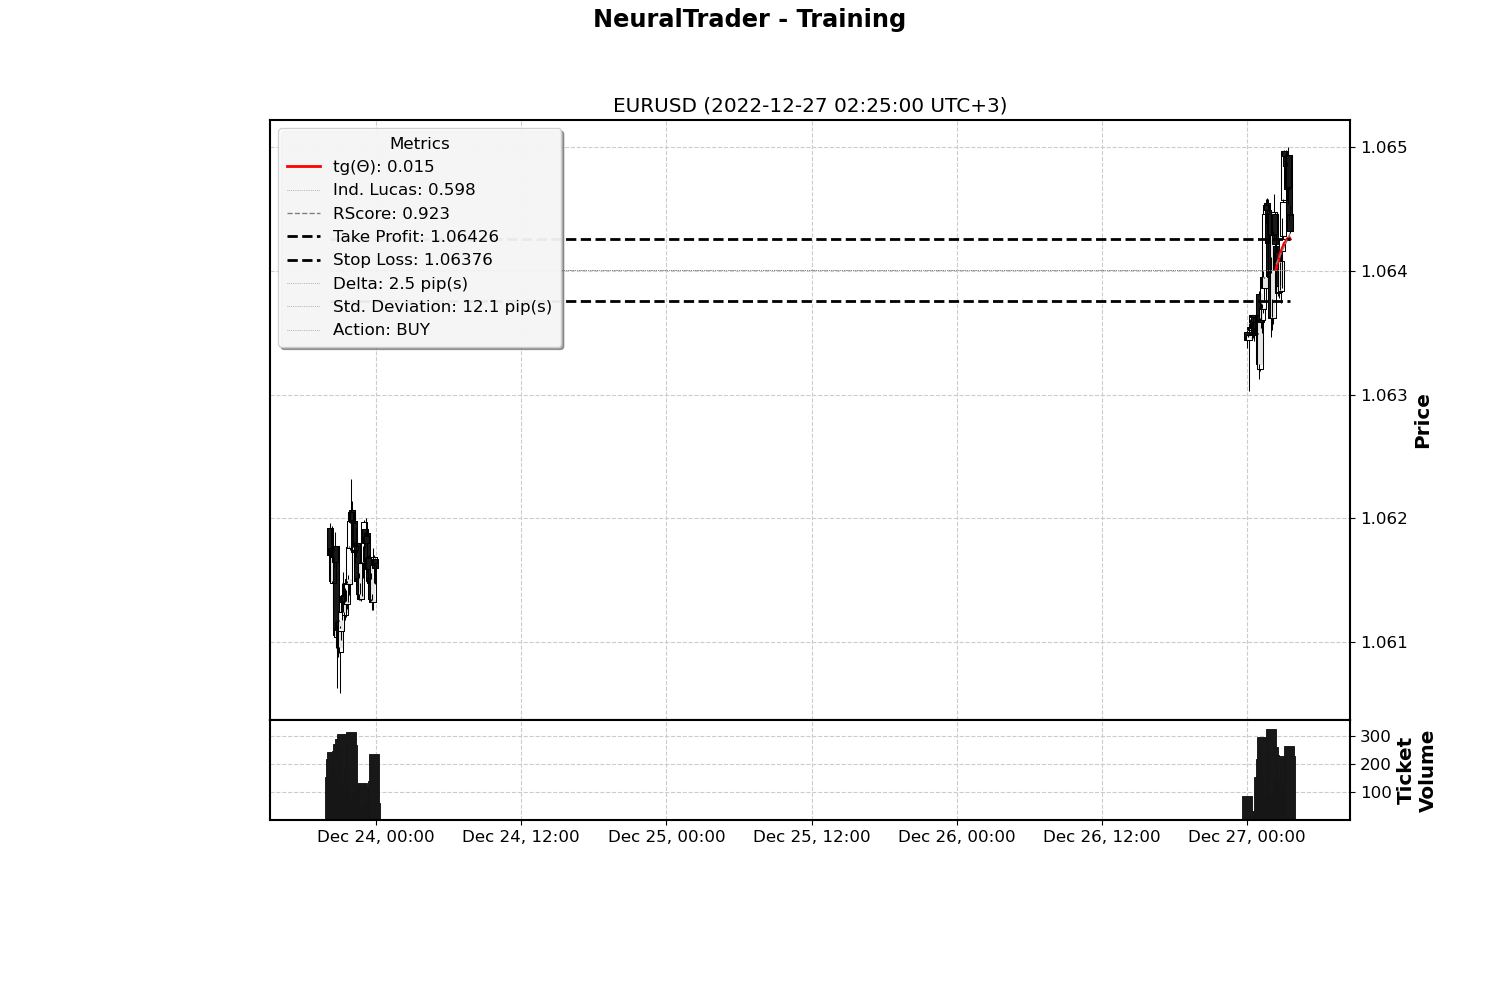 NeuralTrader - Training
EURUSD (2022-12-27 02:25:00 UTC+3)
Metrics
tg(Θ): 0.015
Ind. Lucas: 0.598
RScore: 0.923
Take Profit: 1.06426
Stop Loss: 1.06376
Delta: 2.5 pip(s)
Std. Deviation: 12.1 pip(s)
Action: BUY
1.065
1.064
1.063
1.062
1.061
Price
300
200
100
Ticket
Volume
Dec 24, 00:00
Dec 24, 12:00
Dec 25, 00:00
Dec 25, 12:00
Dec 26, 00:00
Dec 26, 12:00
Dec 27, 00:00